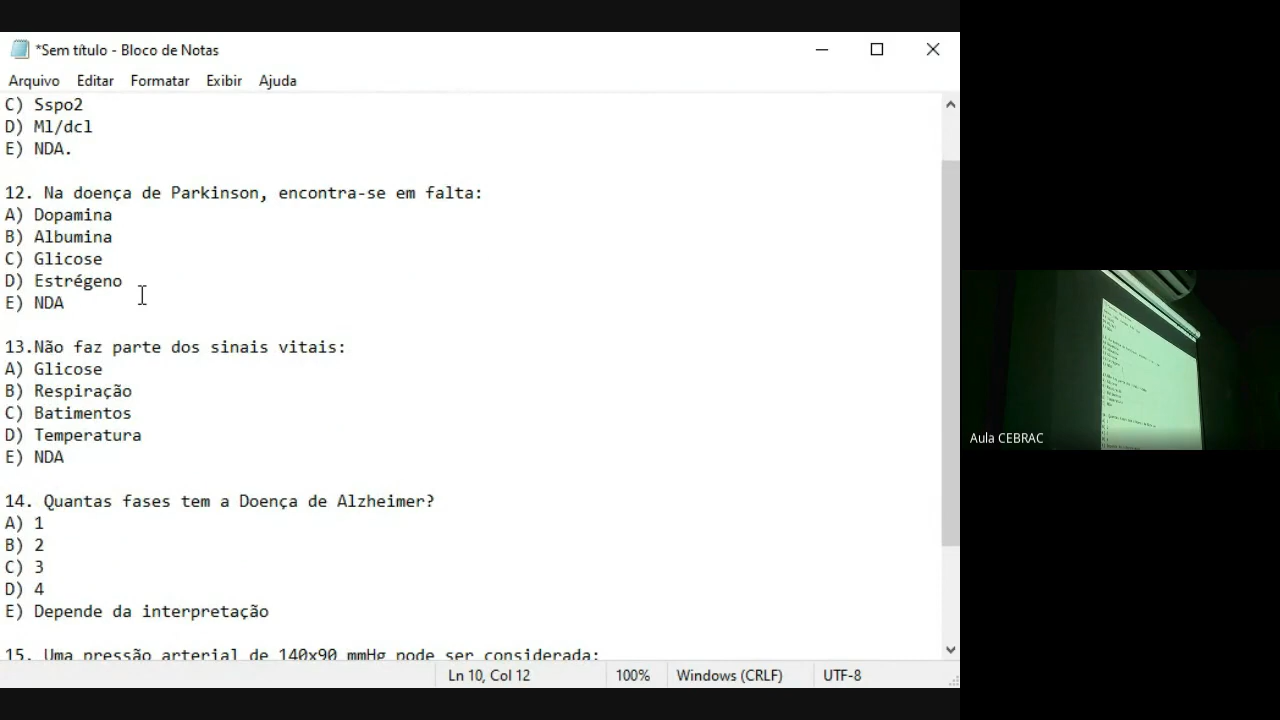 *Sem título - Bloco de Notas
Arquivo Editar Formatar Exibir Ajuda
C) Sspo2
D) Ml/dcl
E) NDA.
12. Na doença de Parkinson, encontra-se em falta:
A) Dopamina
B) Albumina
C) Glicose
D) Estrégeno
E) NDA
13.Não faz parte dos sinais vitais:
A) Glicose
B) Respiração
C) Batimentos
D) Temperatura
E) NDA
14. Quantas fases tem a Doença de Alzheimer?
A) 1
B) 2
C) 3
D) 4
E) Depende da interpretação
15. Uma pressão arterial de 140x90 mmHg pode ser considerada:
Ln 10, Col 12 100% Windows (CRLF) UTF-8
Aula CEBRAC